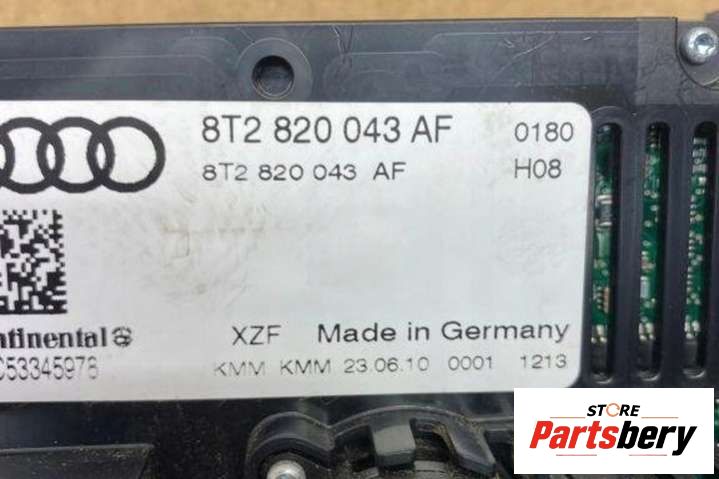 8T2 820 043 AF 0180
8T2 820 043 AF H08
ntinental
XZF Made in Germany
C53345976
KMM KMM 23.06.10 0001 1213
STORE
Partsbery